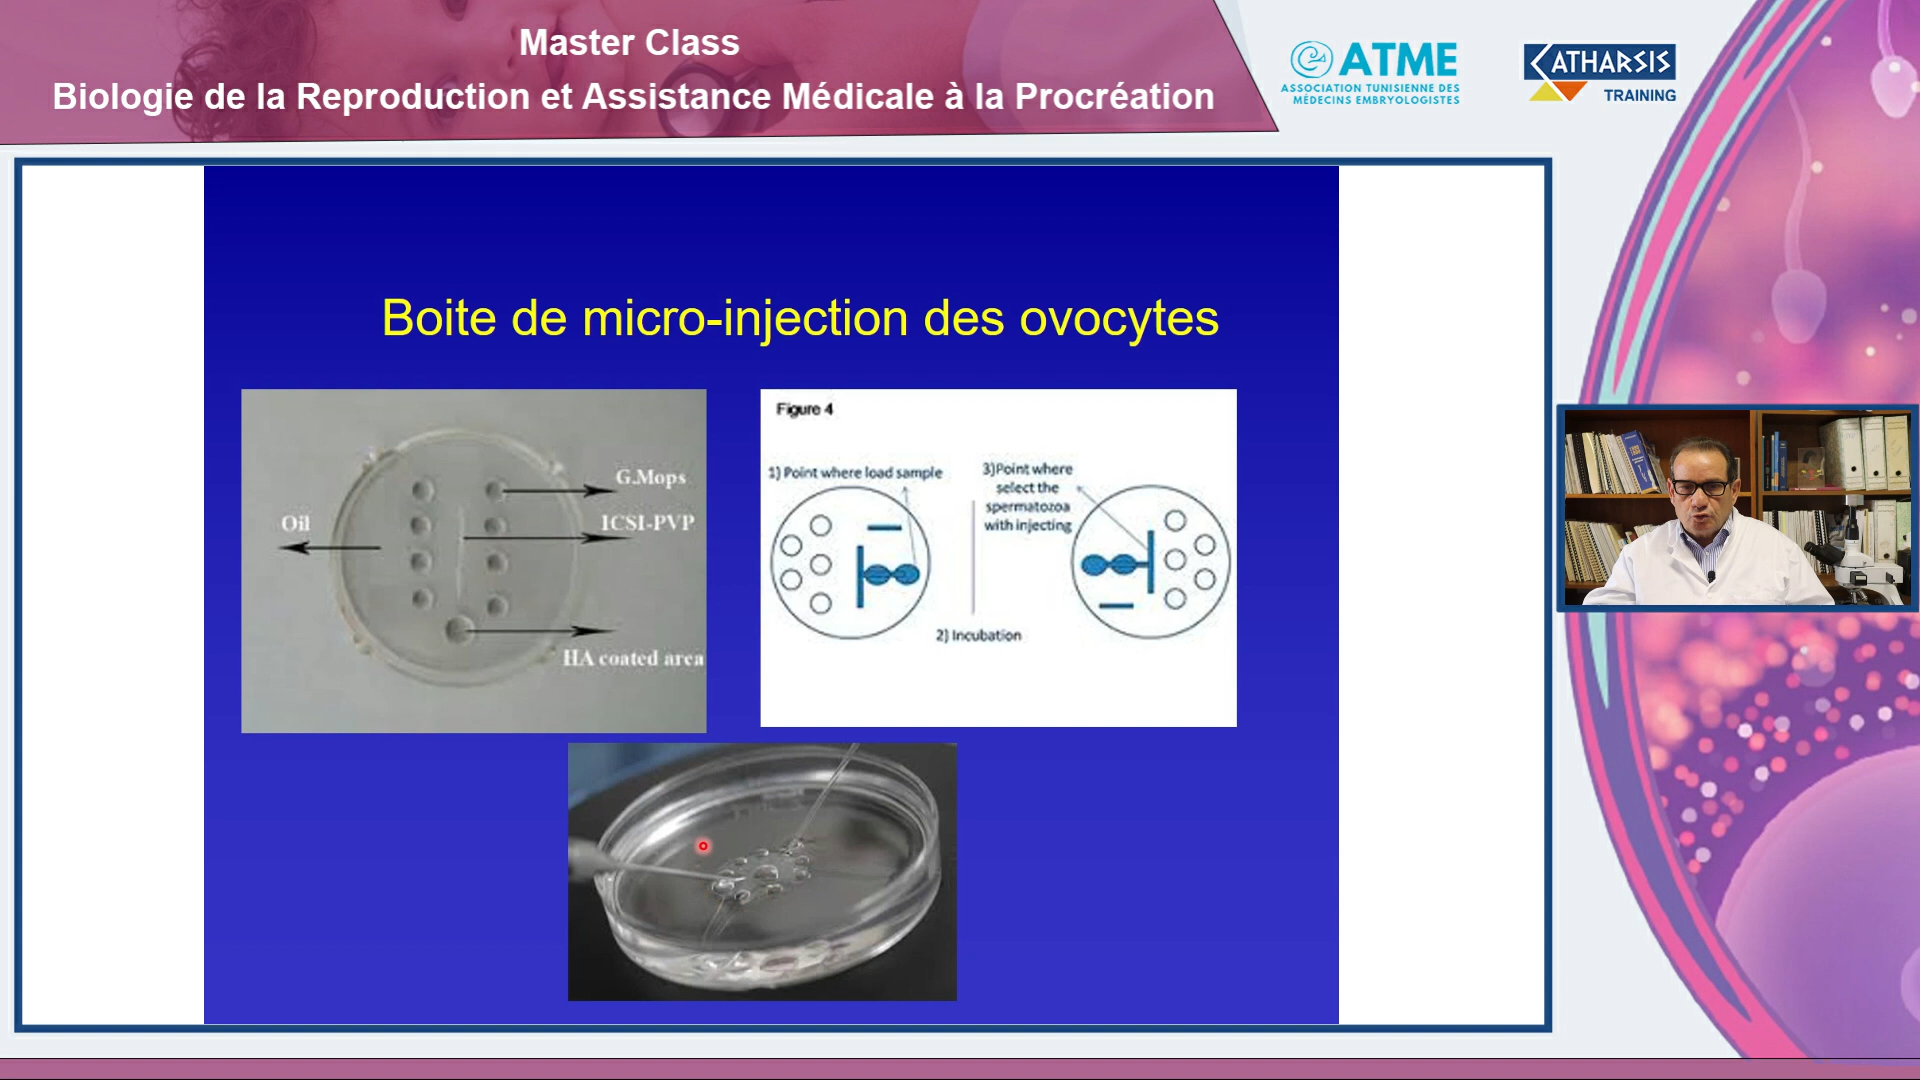 Master Class
Biologie de la Reproduction et Assistance Médicale à la Procréation
ATME
ASSOCIATION TUNISIENNE DES
MÉDECINS EMBRYOLOGISTES
CATHARSIS
TRAINING
Boite de micro-injection des ovocytes
G.Mops
Oil
ICSI-PVP
HA coated area
Figure 4
1) Point where load sample
3)Point where
select the
spermatozoa
with injecting
2) Incubation